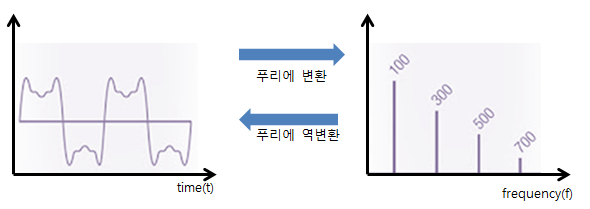 푸리에 변환
푸리에 역변환
time(t)
100
300
500
700
frequency(f)